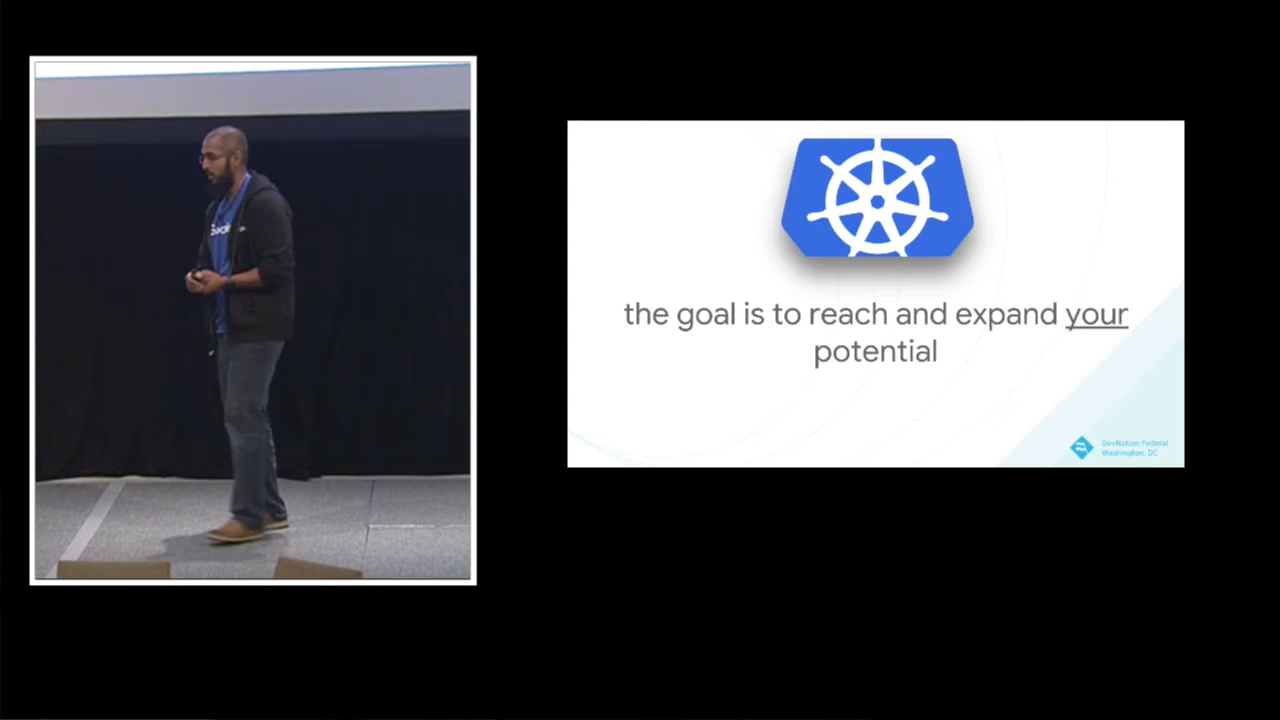 the goal is to reach and expand your
potential
DevNation Federal
Washington, DC